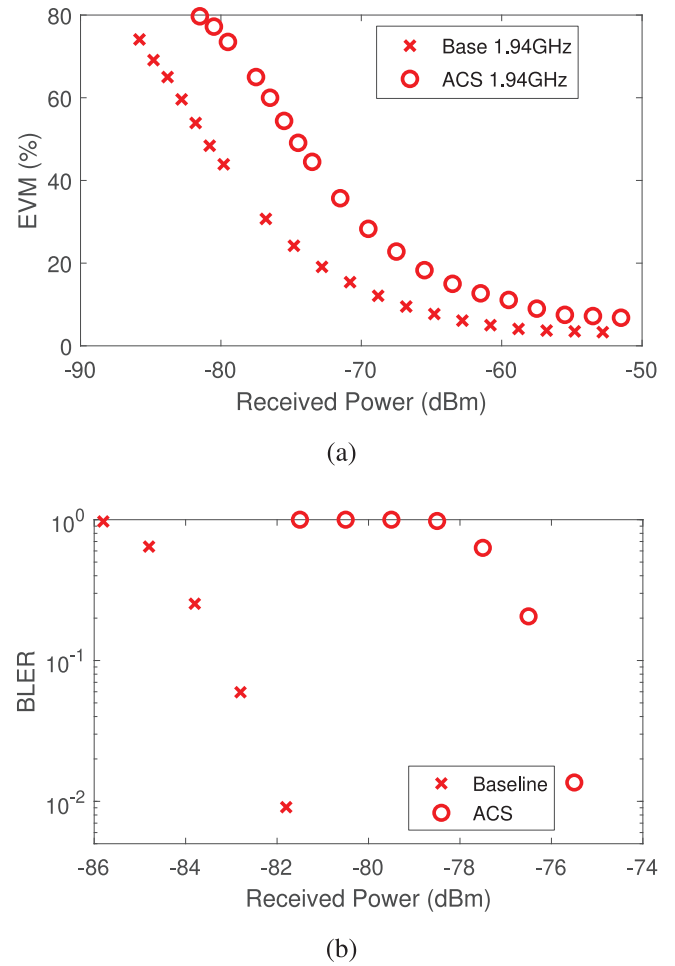 80
60
40
20
0
EVM (%)
Base 1.94GHz
ACS 1.94GHz
-90 -80 -70 -60 -50
Received Power (dBm)
(a)
10^0
10^-1
10^-2
BLER
Baseline
ACS
-86 -84 -82 -80 -78 -76 -74
Received Power (dBm)
(b)